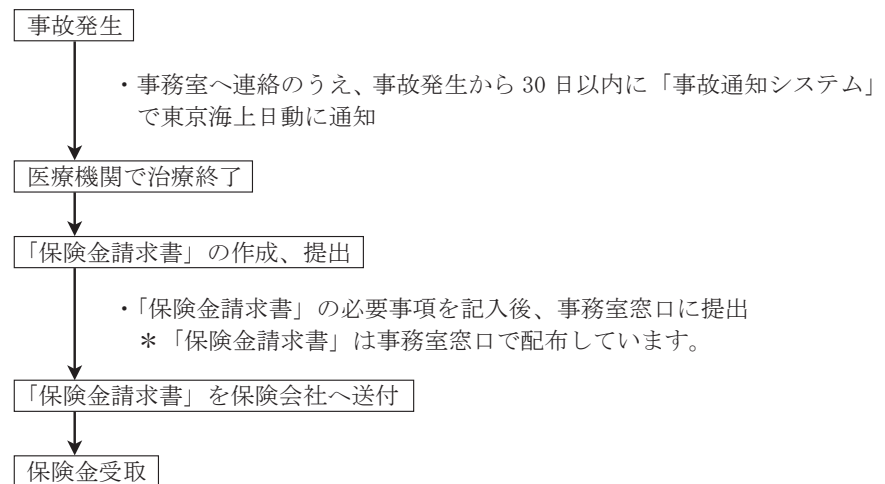 事故発生
・事務室へ連絡のうえ、事故発生から 30 日以内に「事故通知システム」
で東京海上日動に通知
医療機関で治療終了
「保険金請求書」の作成、提出
・「保険金請求書」の必要事項を記入後、事務室窓口に提出
＊「保険金請求書」は事務室窓口で配布しています。
「保険金請求書」を保険会社へ送付
保険金受取